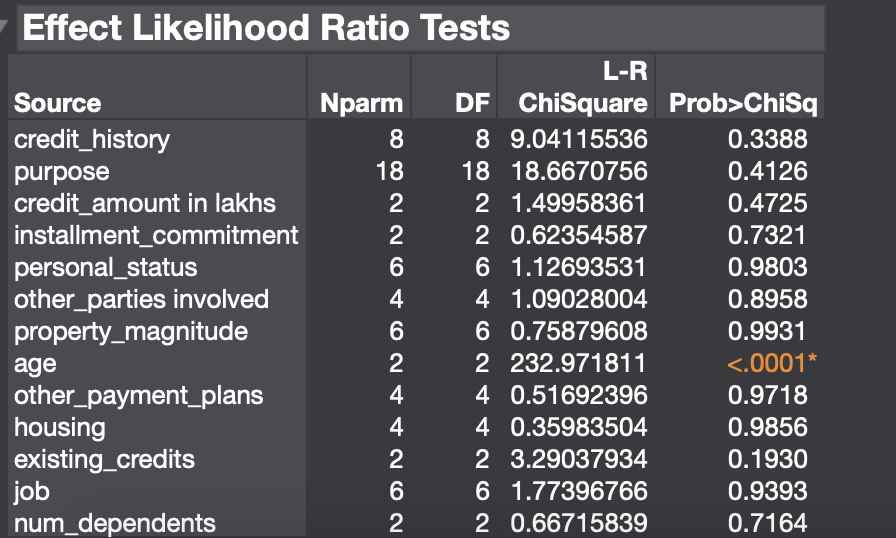 Effect Likelihood Ratio Tests
L-R
Source Nparm DF ChiSquare Prob>ChiSq
credit_history 8 8 9.04115536 0.3388
purpose 18 18 18.6670756 0.4126
credit_amount in lakhs 2 2 1.49958361 0.4725
installment_commitment 2 2 0.62354587 0.7321
personal_status 6 6 1.12693531 0.9803
other_parties involved 4 4 1.09028004 0.8958
property_magnitude 6 6 0.75879608 0.9931
age 2 2 232.971811 <.0001*
other_payment_plans 4 4 0.51692396 0.9718
housing 4 4 0.35983504 0.9856
existing_credits 2 2 3.29037934 0.1930
job 6 6 1.77396766 0.9393
num_dependents 2 2 0.66715839 0.7164